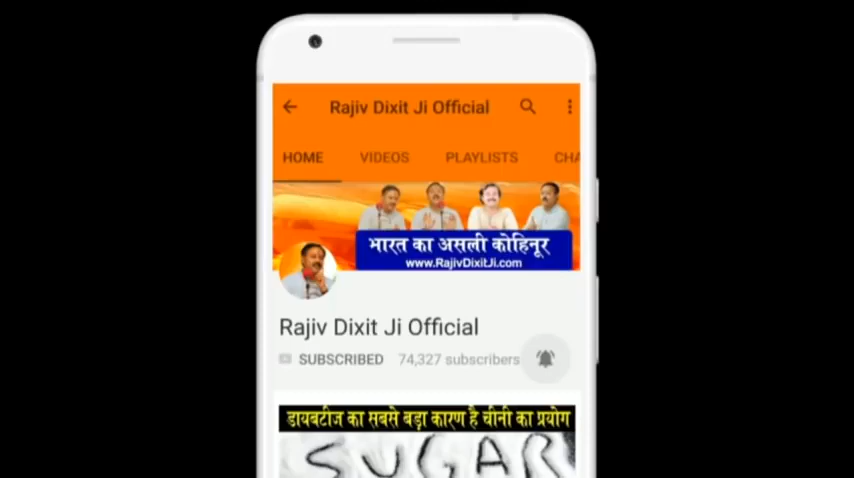 Rajiv Dixit Ji Official
HOME VIDEOS PLAYLISTS CHA
भारत का असली कोहिनूर
www.RajivDixitJi.com
Rajiv Dixit Ji Official
SUBSCRIBED 74,327 subscribers
डायबटीज का सबसे बड़ा कारण है चीनी का प्रयोग
SUGAR